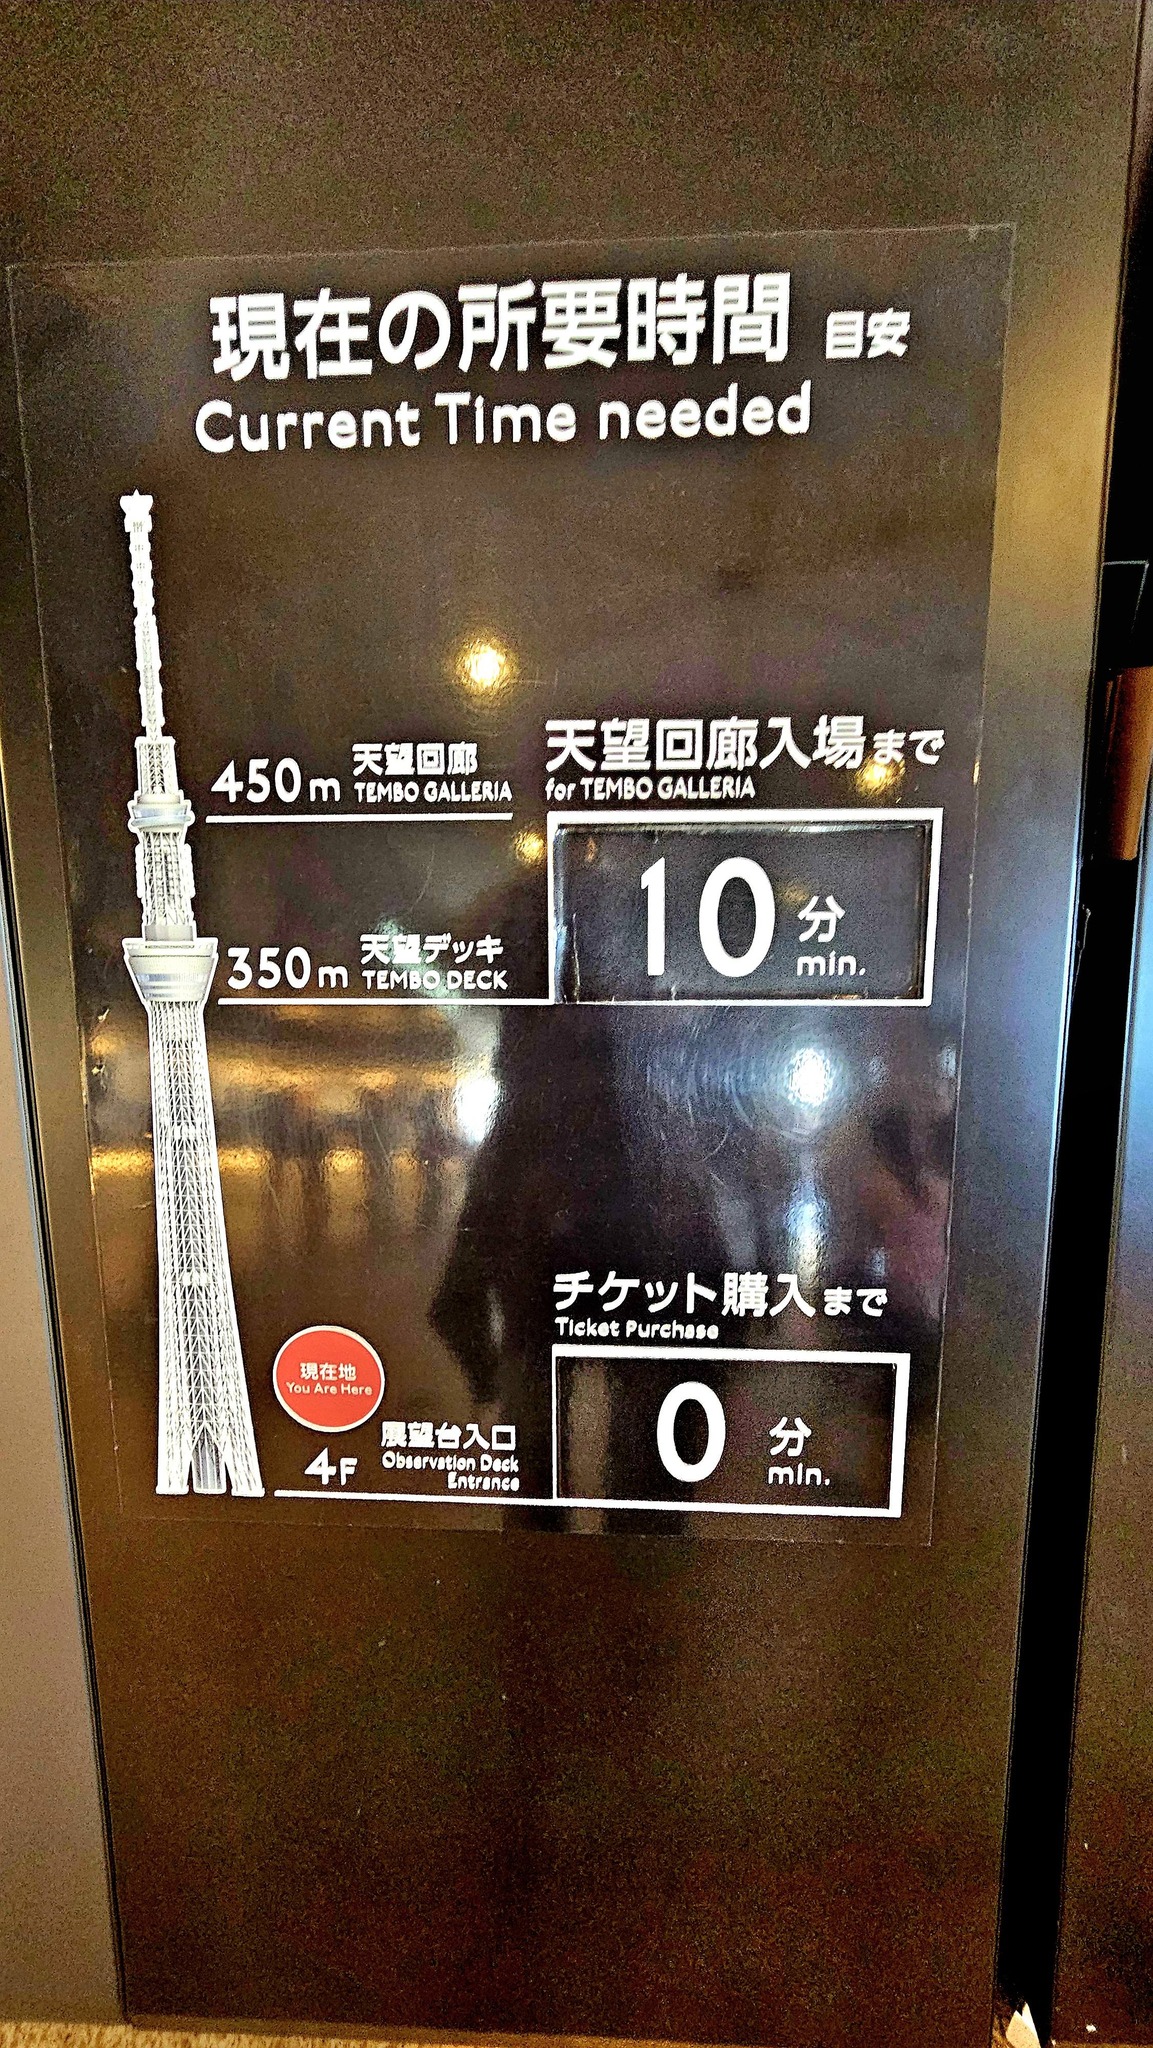 現在の所要時間 目安
Current Time needed
450m 天望回廊
TEMBO GALLERIA
天望回廊入場まで
for TEMBO GALLERIA
10分
min.
350m 天望デッキ
TEMBO DECK
チケット購入まで
Ticket Purchase
0分
min.
現在地
You Are Here
4F 展望台入口
Observation Deck
Entrance